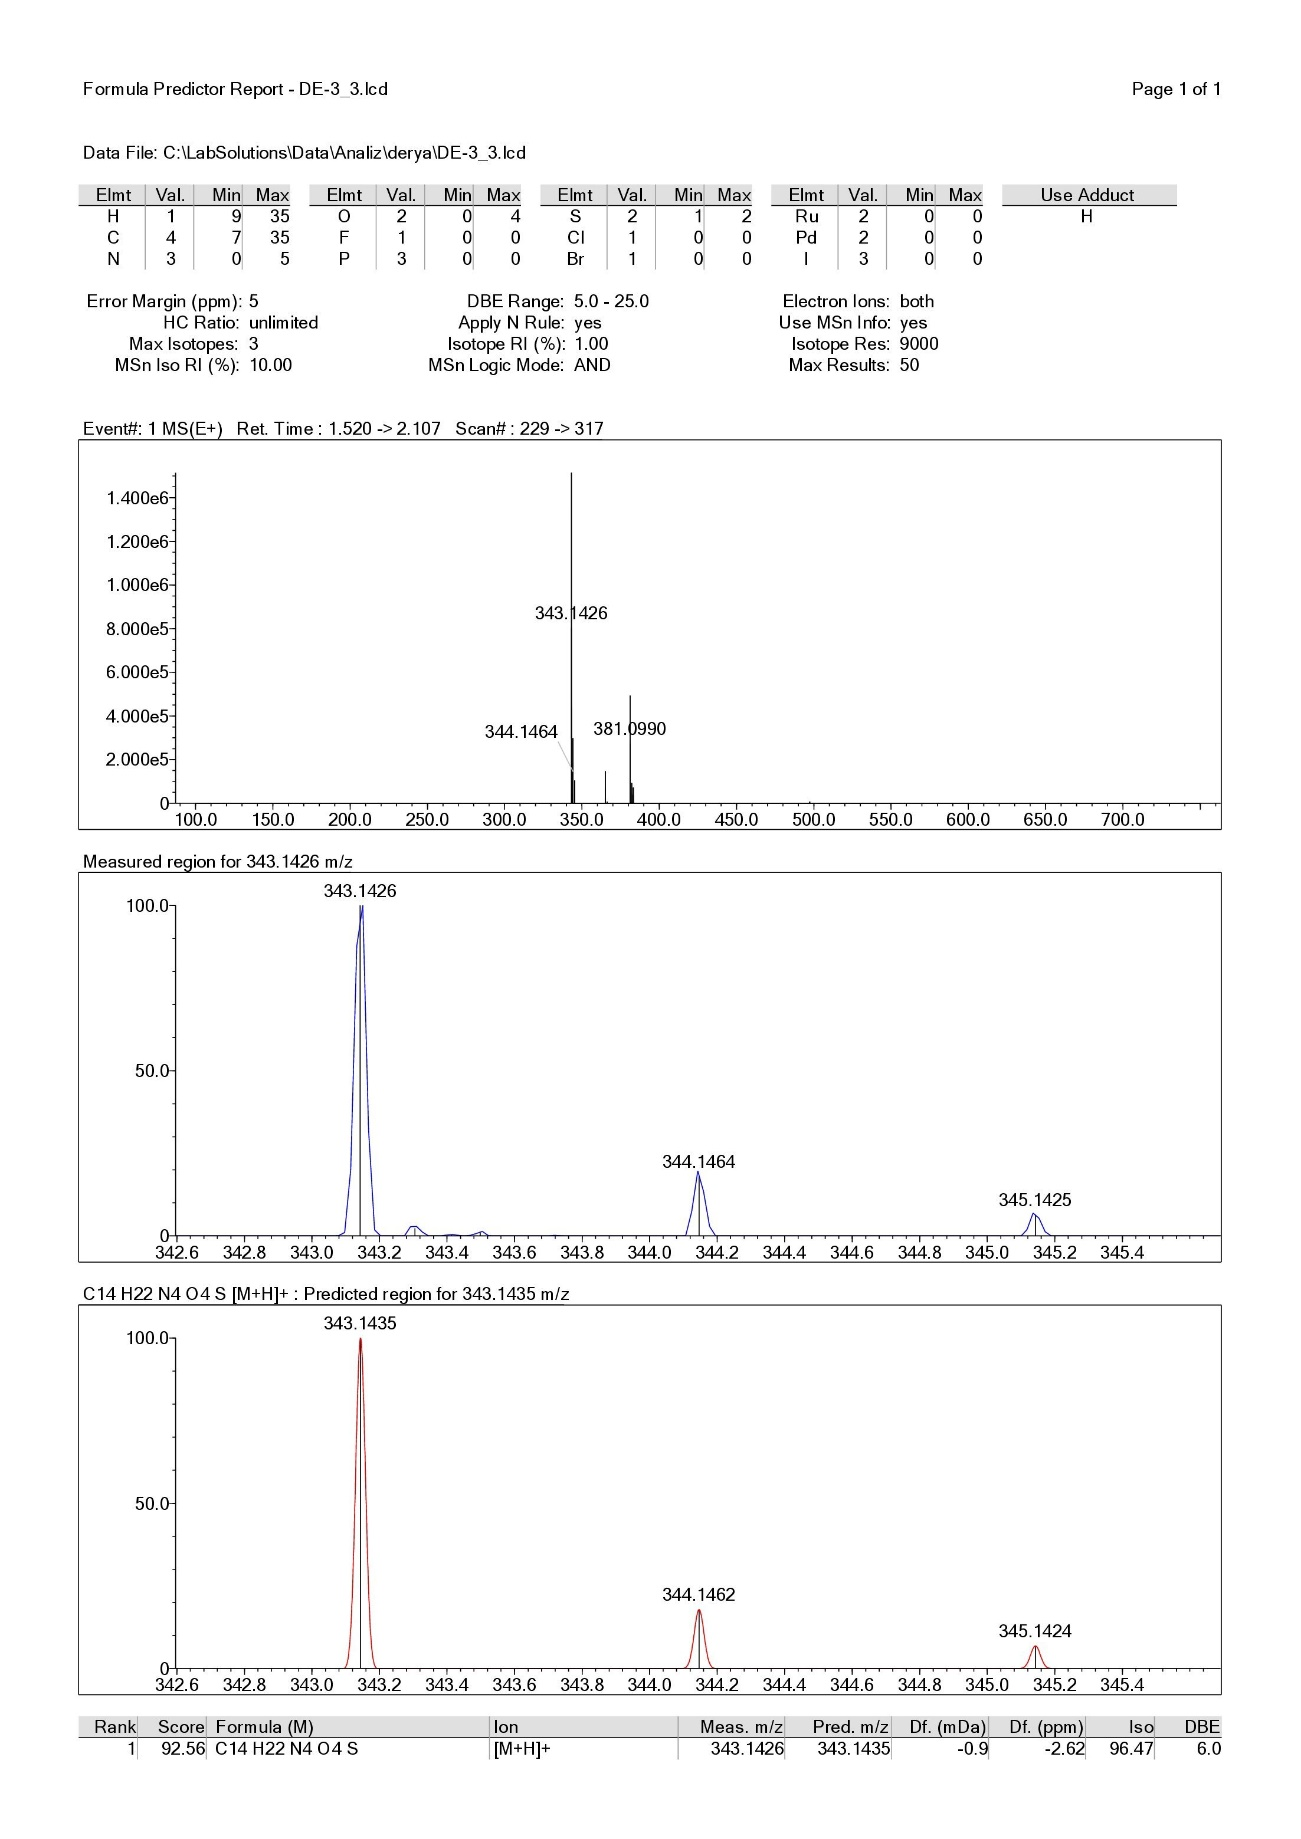 Formula Predictor Report - DE-3_3.lcd Page 1 of 1
Data File: C:\LabSolutions\Data\Analiz\derya\DE-3_3.lcd
Elmt Val. Min Max Elmt Val. Min Max Elmt Val. Min Max Elmt Val. Min Max Use Adduct
H 1 9 35 O 2 0 4 S 2 1 2 Ru 2 0 0 H
C 4 7 35 F 1 0 0 Cl 1 0 0 Pd 2 0 0
N 3 0 5 P 3 0 0 Br 1 0 0 I 3 0 0
Error Margin (ppm): 5 DBE Range: 5.0 - 25.0 Electron Ions: both
HC Ratio: unlimited Apply N Rule: yes Use MSn Info: yes
Max Isotopes: 3 Isotope RI (%): 1.00 Isotope Res: 9000
MSn Iso RI (%): 10.00 MSn Logic Mode: AND Max Results: 50
Event#: 1 MS(E+) Ret. Time : 1.520 -> 2.107 Scan# : 229 -> 317
1.400e6
1.200e6
1.000e6
343.1426
8.000e5
6.000e5
4.000e5
344.1464 381.0990
2.000e5
0
100.0 150.0 200.0 250.0 300.0 350.0 400.0 450.0 500.0 550.0 600.0 650.0 700.0
Measured region for 343.1426 m/z
343.1426
100.0
50.0
344.1464
345.1425
0
342.6 342.8 343.0 343.2 343.4 343.6 343.8 344.0 344.2 344.4 344.6 344.8 345.0 345.2 345.4
C14 H22 N4 O4 S [M+H]+ : Predicted region for 343.1435 m/z
343.1435
100.0
50.0
344.1462
345.1424
0
342.6 342.8 343.0 343.2 343.4 343.6 343.8 344.0 344.2 344.4 344.6 344.8 345.0 345.2 345.4
Rank Score Formula (M) Ion Meas. m/z Pred. m/z Df. (mDa) Df. (ppm) Iso DBE
1 92.56 C14 H22 N4 O4 S [M+H]+ 343.1426 343.1435 -0.9 -2.62 96.47 6.0